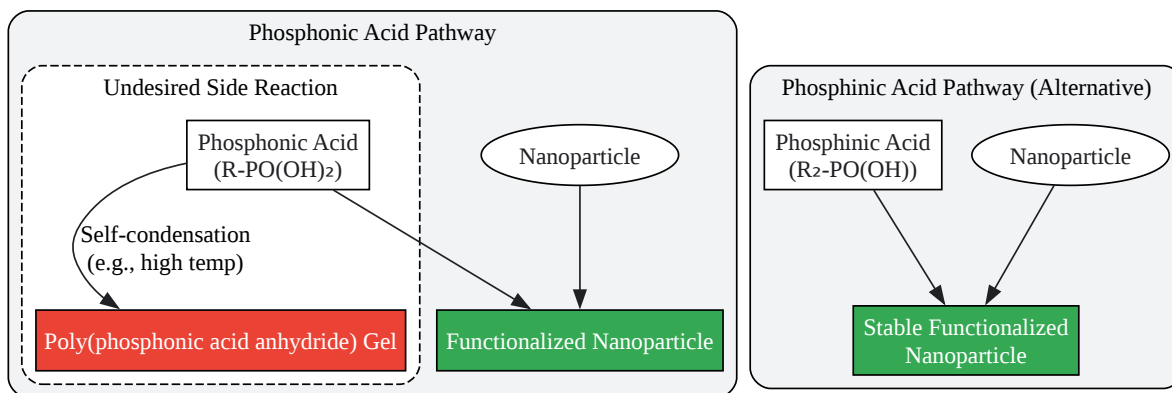 Phosphonic Acid Pathway
Undesired Side Reaction
Phosphonic Acid
(R-PO(OH)₂)
Nanoparticle
Self-condensation
(e.g., high temp)
Poly(phosphonic acid anhydride) Gel
Functionalized Nanoparticle
Phosphinic Acid Pathway (Alternative)
Phosphinic Acid
(R₂-PO(OH))
Nanoparticle
Stable Functionalized
Nanoparticle